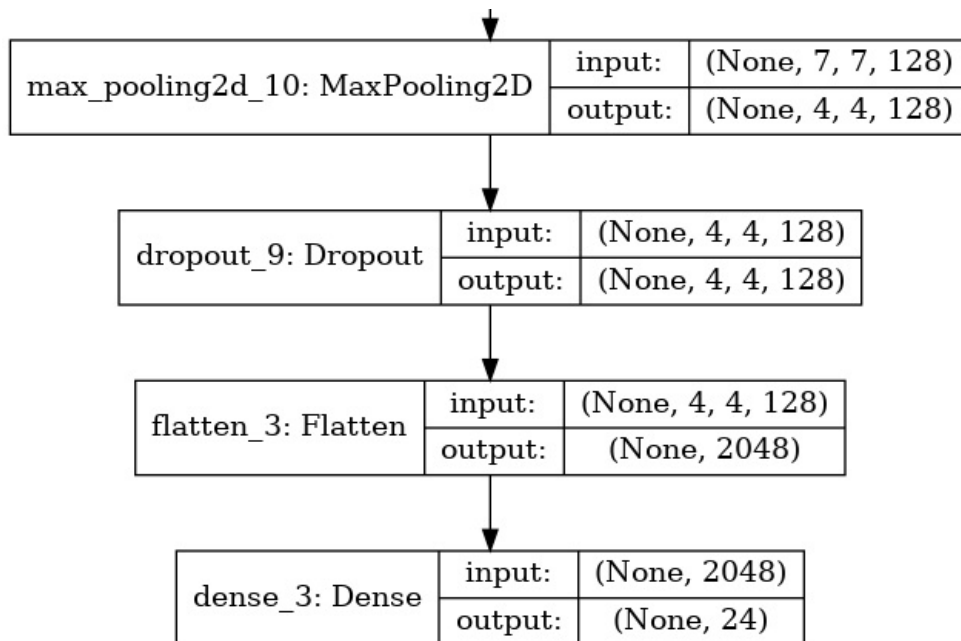 max_pooling2d_10: MaxPooling2D
input:
(None, 7, 7, 128)
output:
(None, 4, 4, 128)
dropout_9: Dropout
input:
(None, 4, 4, 128)
output:
(None, 4, 4, 128)
flatten_3: Flatten
input:
(None, 4, 4, 128)
output:
(None, 2048)
dense_3: Dense
input:
(None, 2048)
output:
(None, 24)